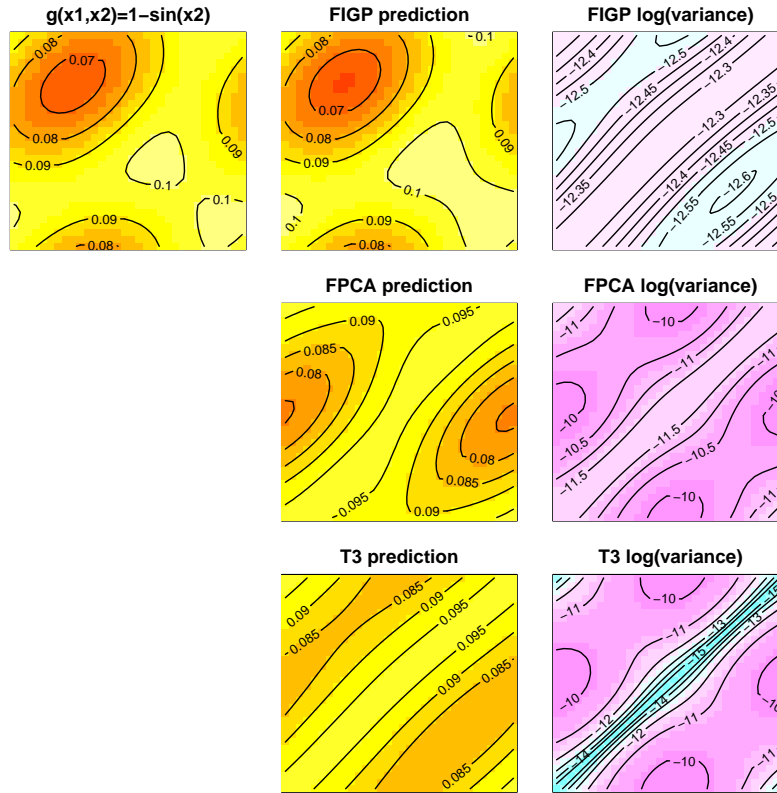 g(x1,x2)=1−sin(x2) FIGP prediction FIGP log(variance)
0.08 0.07 0.08 0.09 0.09 0.1 0.1 0.09 0.08
0.08 0.1 0.07 0.08 0.09 0.09 0.1 0.1 0.09 0.08
−12.4 −12.5 −12.5 −12.4 −12.3 −12.45 −12.35 −12.3 −12.45 −12.5 −12.35 −12.4 −12.55 −12.6 −12.55 −12.5
FPCA prediction FPCA log(variance)
0.09 0.095 0.085 0.08 0.08 0.085 0.095 0.09
−11 −10 −11 −10 −10 −10.5 −11.5 −10.5 −11.5 −10 −11
T3 prediction T3 log(variance)
0.09 0.085 0.085 0.095 0.095 0.09 0.085 0.085
−11 −10 −15 −13 −11 −13 −15 −10 −10 −12 −14 −11 −12 −14 −10 −11